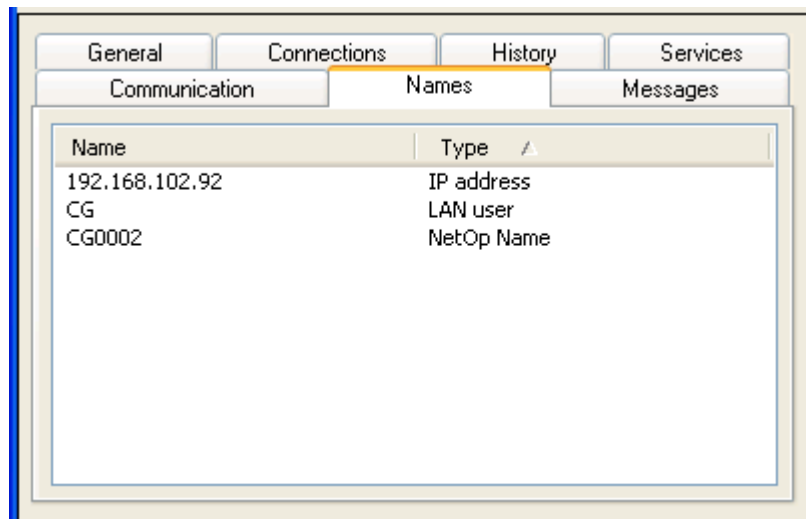 General Connections History Services
Communication Names Messages
Name Type
192.168.102.92 IP address
CG LAN user
CG0002 NetOp Name